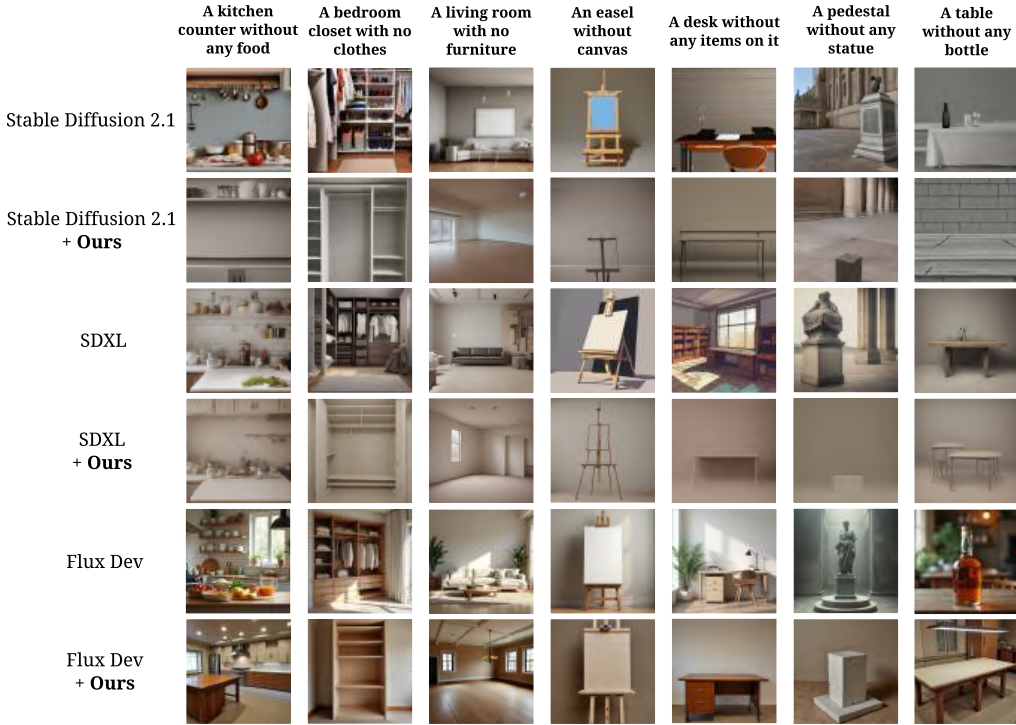 A kitchen
counter without
any food
A bedroom
closet with no
clothes
A living room
with no
furniture
An easel
without
canvas
A desk without
any items on it
A pedestal
without any
statue
A table
without any
bottle
Stable Diffusion 2.1
Stable Diffusion 2.1
+ Ours
SDXL
SDXL
+ Ours
Flux Dev
Flux Dev
+ Ours